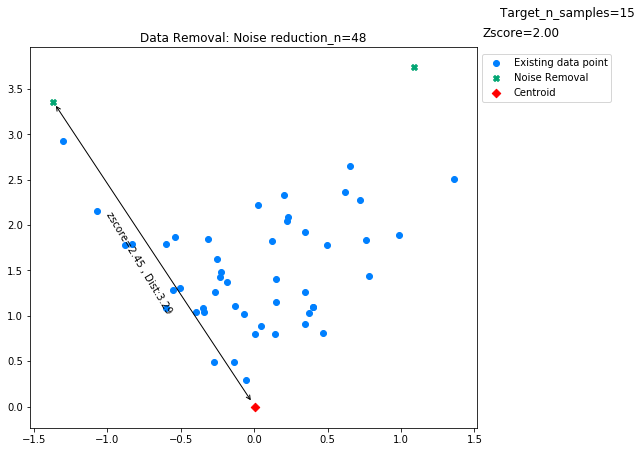 Target_n_samples=15
Zscore=2.00
Data Removal: Noise reduction_n=48
Existing data point
Noise Removal
Centroid
zscore=2.45 , Dist:3.29
3.5
3.0
2.5
2.0
1.5
1.0
0.5
0.0
−1.5 −1.0 −0.5 0.0 0.5 1.0 1.5